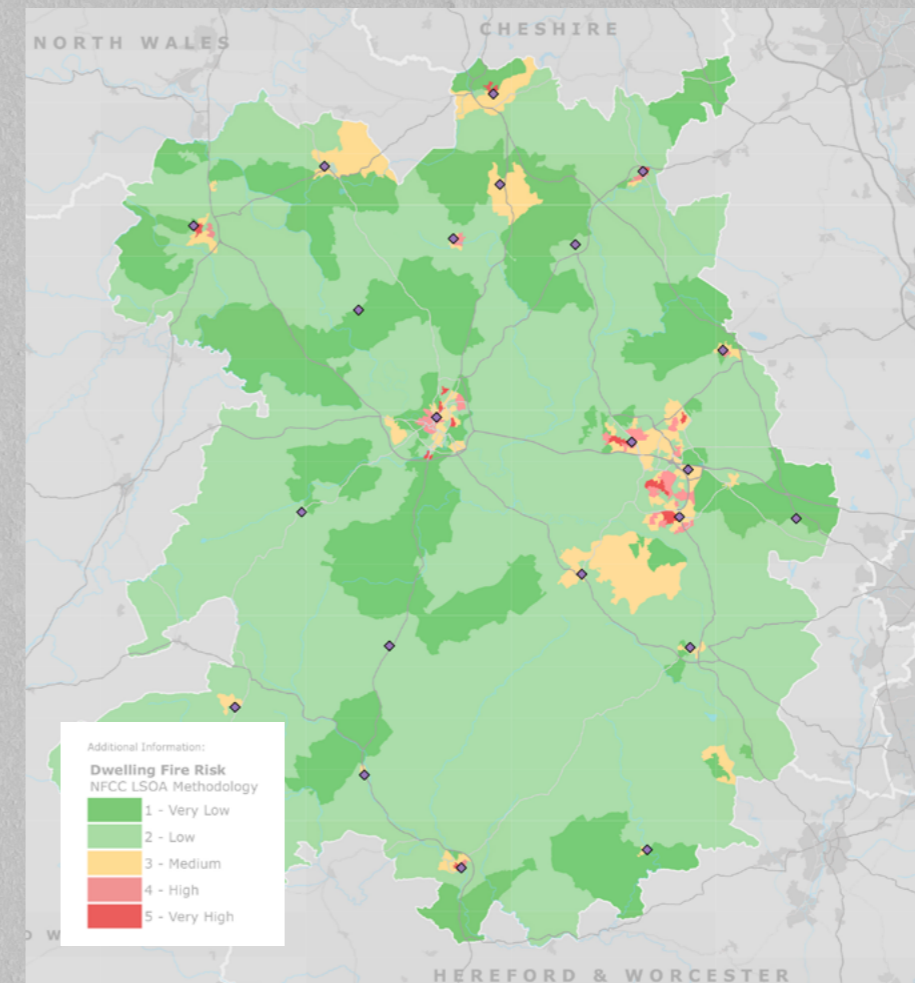 CHESHIRE
NORTH WALES
Additional Information:
Dwelling Fire Risk
NFCC LSOA Methodology
1 - Very Low
2 - Low
3 - Medium
4 - High
5 - Very High
D W
HEREFORD & WORCESTER